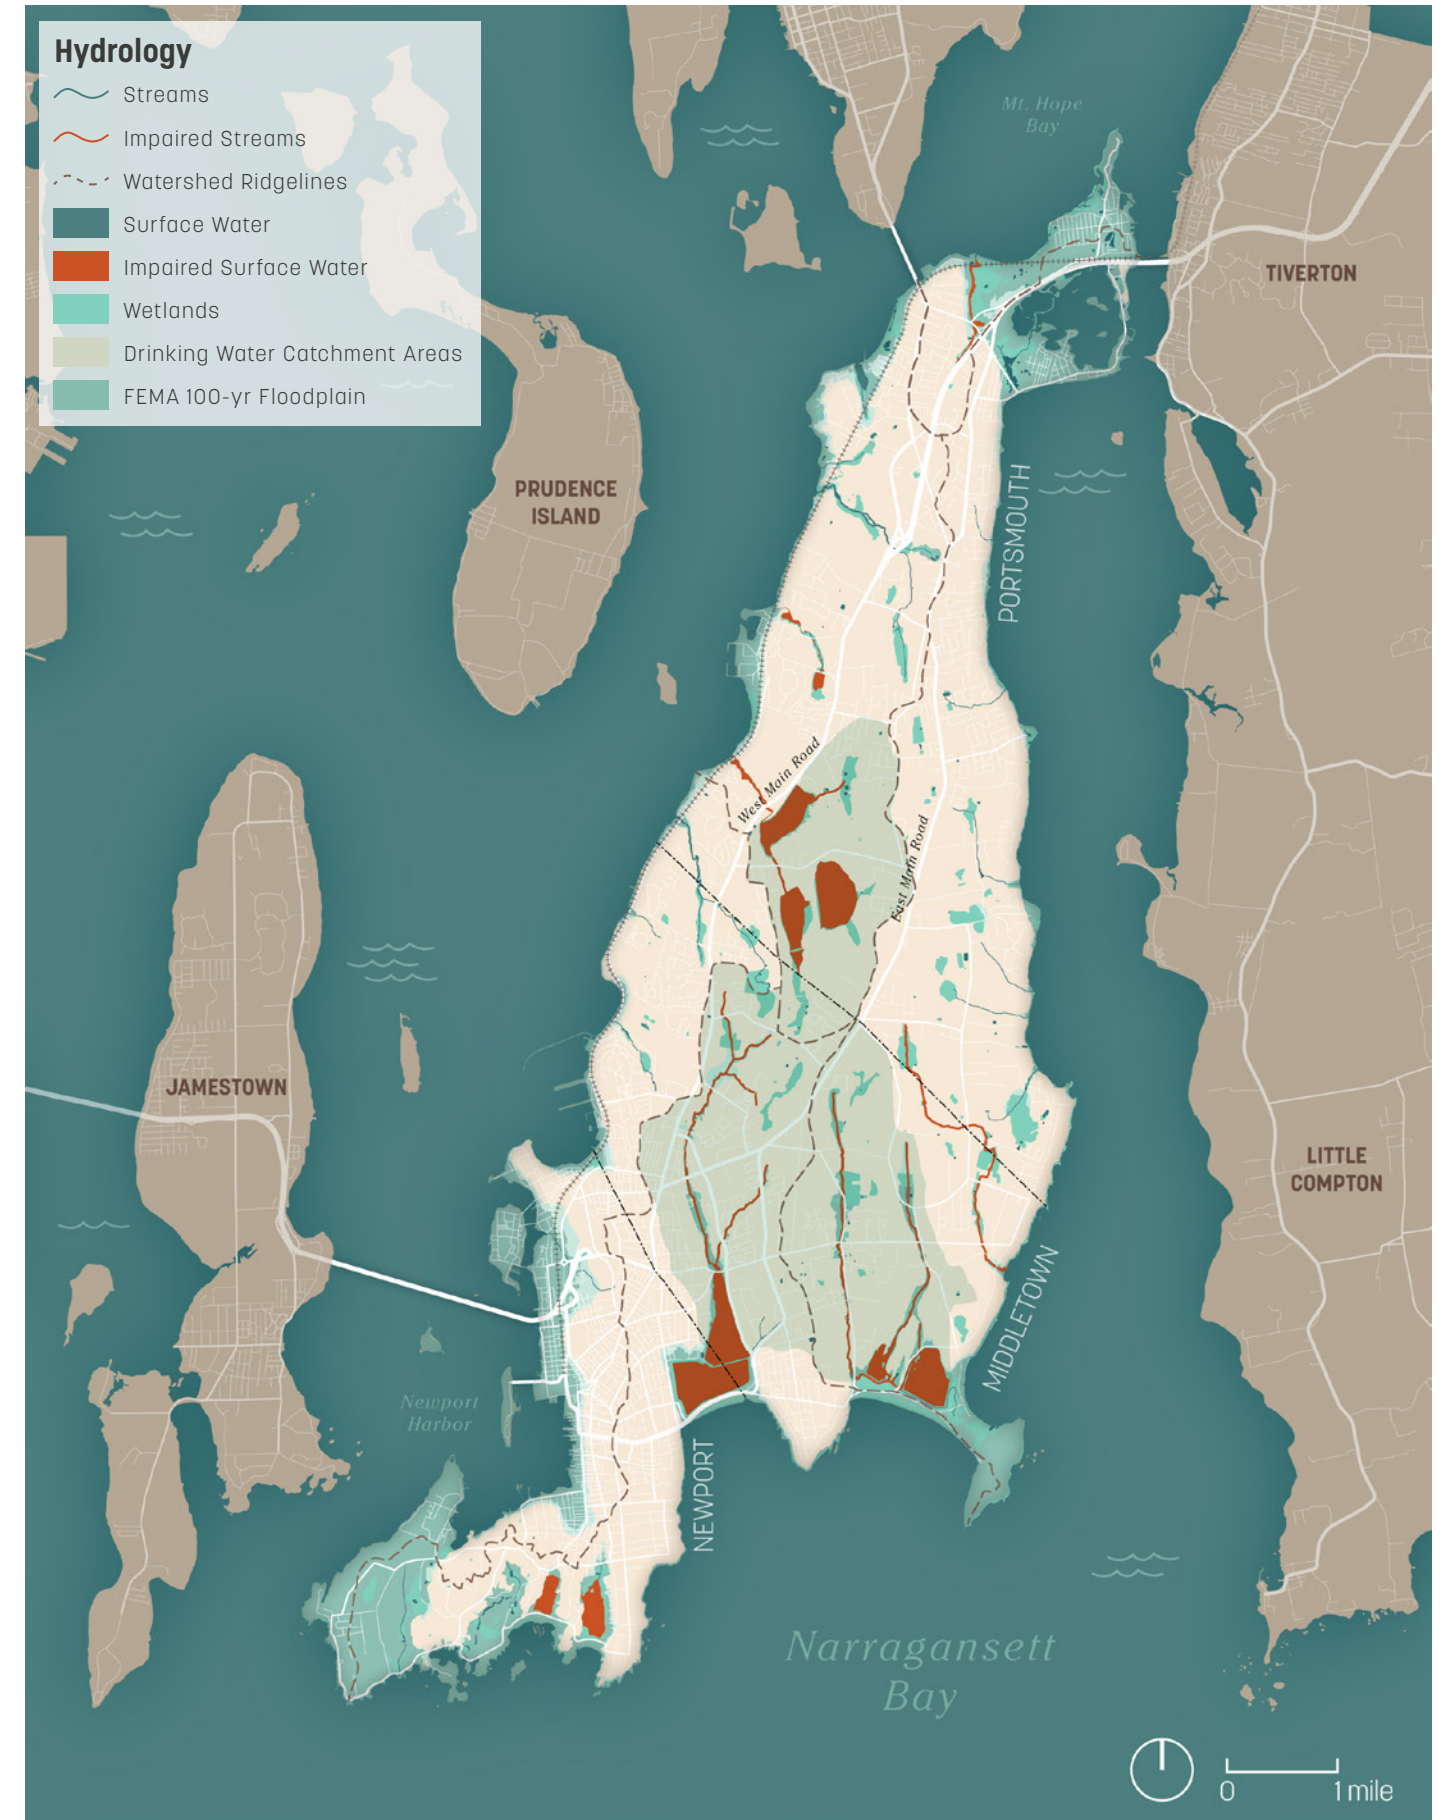 Hydrology
Streams
Impaired Streams
Watershed Ridgelines
Surface Water
Impaired Surface Water
Wetlands
Drinking Water Catchment Areas
FEMA 100-yr Floodplain
Mt. Hope
Bay
TIVERTON
PRUDENCE
ISLAND
PORTSMOUTH
West Main Road
East Main Road
JAMESTOWN
LITTLE
COMPTON
MIDDLETOWN
Newport
Harbor
NEWPORT
Narragansett
Bay
0
1 mile